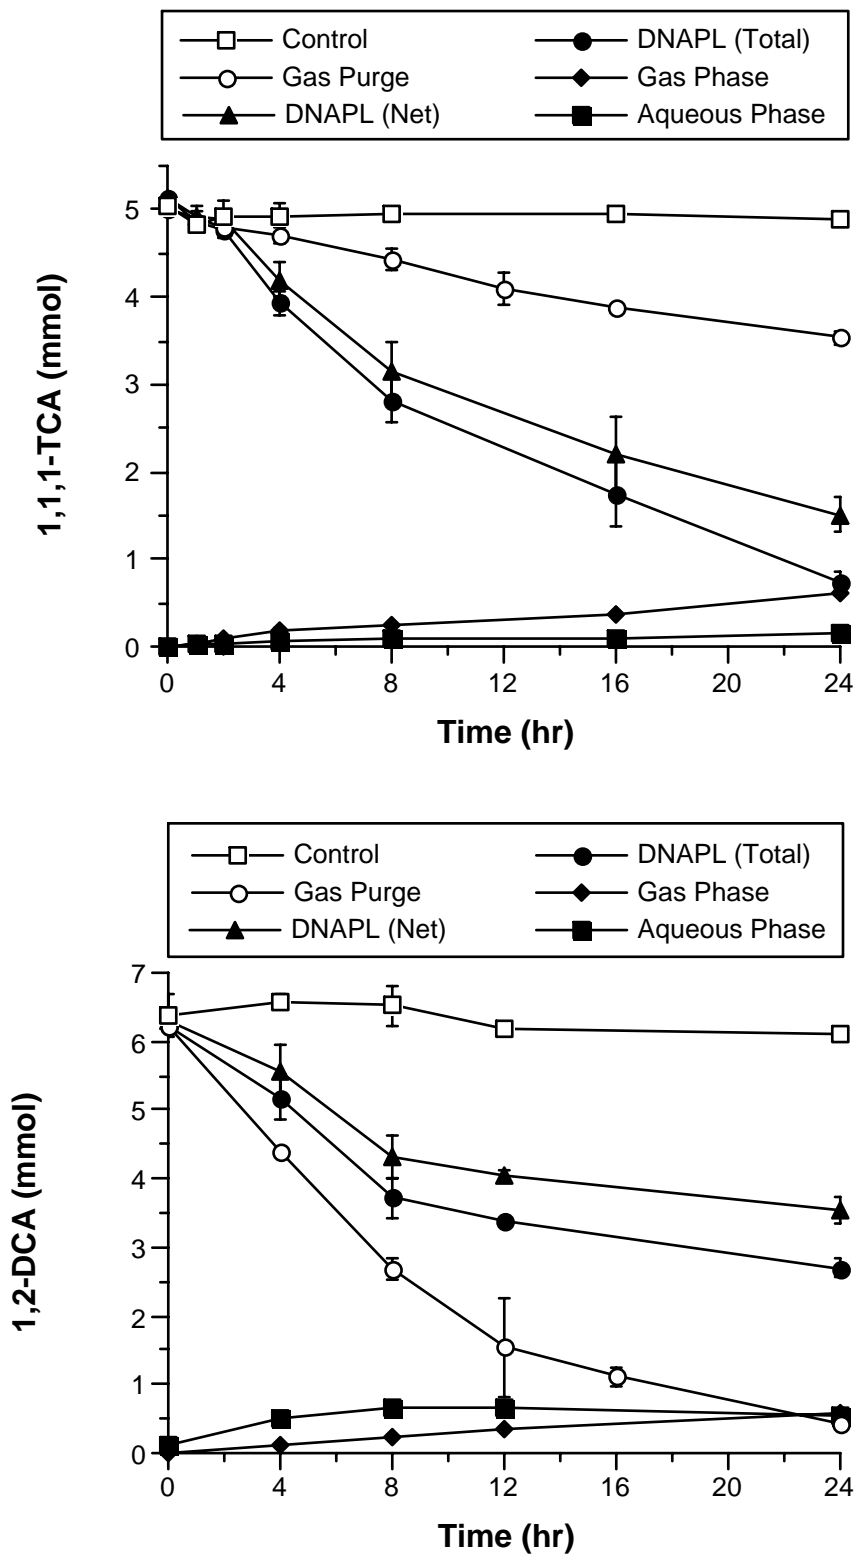 Control DNAPL (Total)
Gas Purge Gas Phase
DNAPL (Net) Aqueous Phase
5
4
3
2
1
0
1,1,1-TCA (mmol)
0 4 8 12 16 20 24
Time (hr)
Control DNAPL (Total)
Gas Purge Gas Phase
DNAPL (Net) Aqueous Phase
7
6
5
4
3
2
1
0
1,2-DCA (mmol)
0 4 8 12 16 20 24
Time (hr)